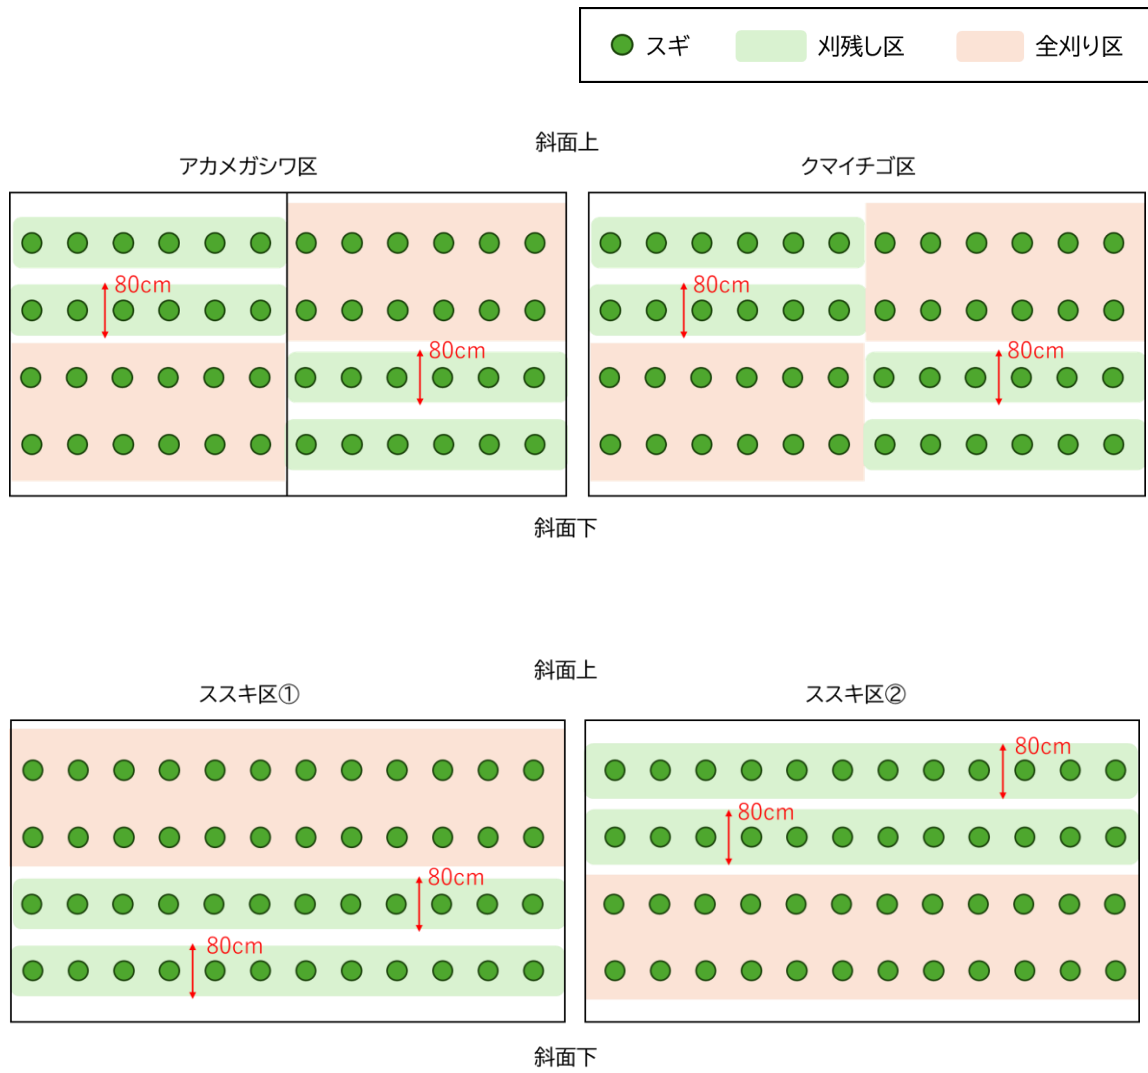 スギ 刈残し区 全刈り区
斜面上
アカメガシワ区 クマイチゴ区
80cm 80cm
80cm 80cm
斜面下
斜面上
ススキ区① ススキ区②
80cm
80cm
80cm
80cm
斜面下